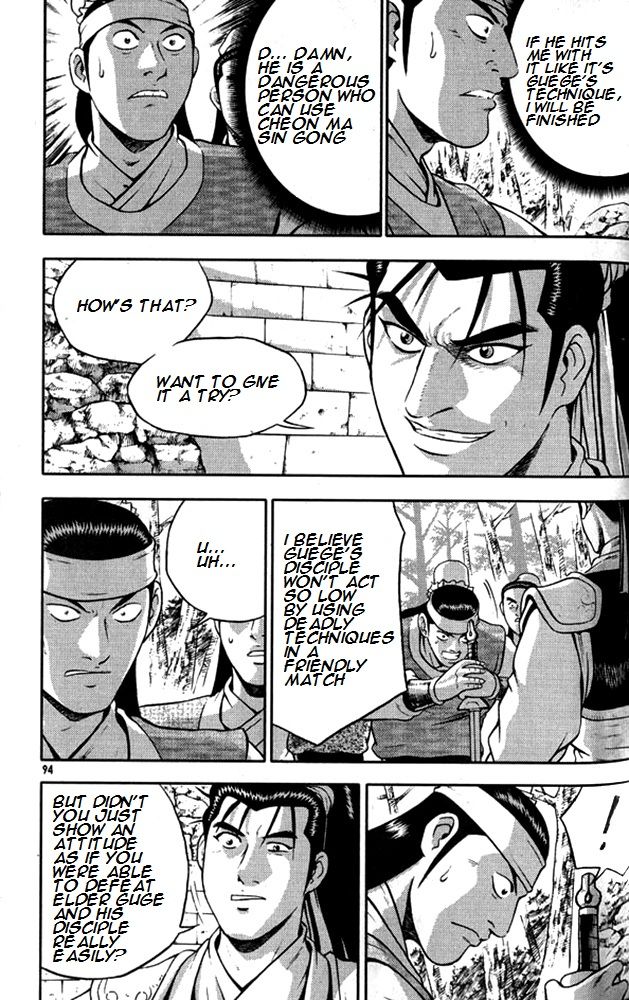 D... DAMN,
HE IS A
DANGEROUS
PERSON WHO
CAN USE
CHEON MA
SIN GONG
IF HE HITS
ME WITH
IT LIKE IT'S
GUEGE'S
TECHNIQUE,
I WILL BE
FINISHED
HOW'S THAT?
WANT TO GIVE
IT A TRY?
U...
UH...
I BELIEVE
GUEGE'S
DISCIPLE
WON'T ACT
SO LOW
BY USING
DEADLY
TECHNIQUES
IN A
FRIENDLY
MATCH
94
BUT DIDN'T
YOU JUST
SHOW AN
ATTITUDE
AS IF YOU
WERE ABLE
TO DEFEAT
ELDER GUGE
AND HIS
DISCIPLE
REALLY
EASILY?
!